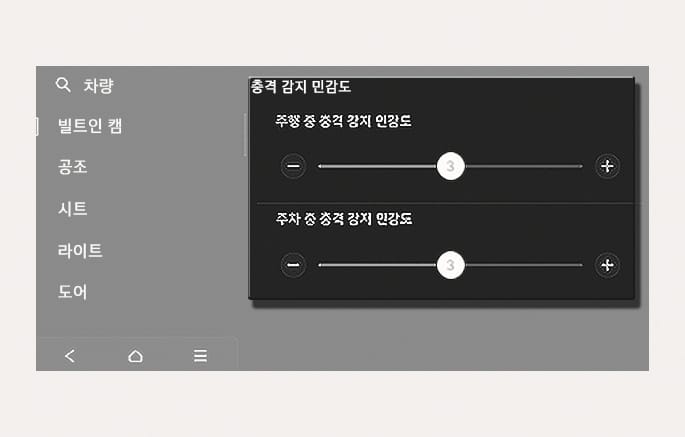 차량
빌트인 캠
공조
시트
라이트
도어
충격 감지 민감도
주행 중 충격 감지 민감도
3
주차 중 충격 감지 민감도
3